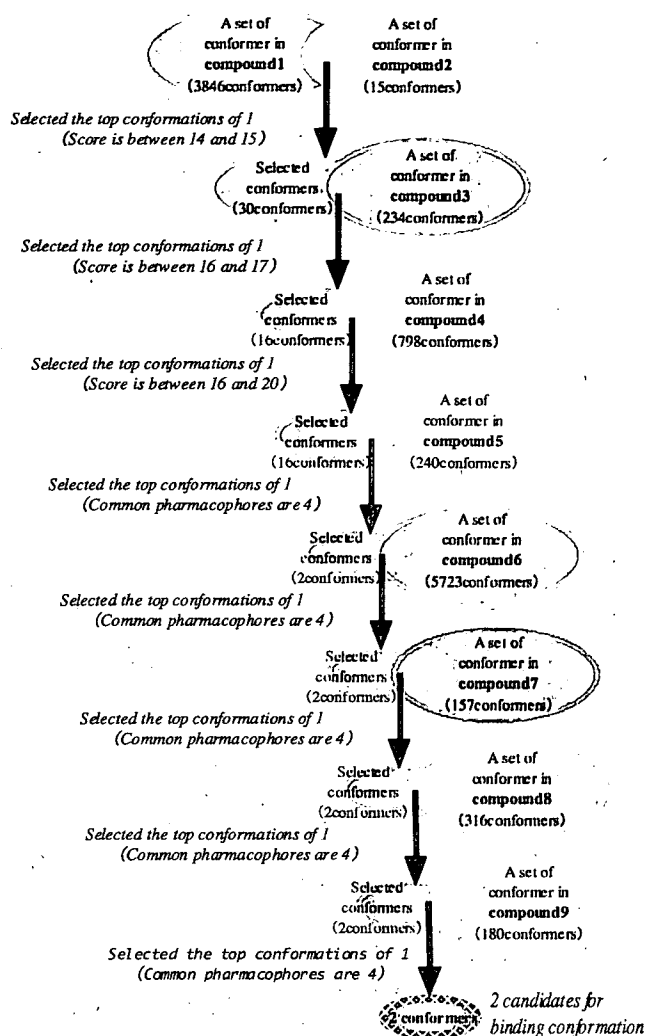 A set of
conformer in
compound1
(3846conformers)
A set of
conformer in
compound2
(15conformers)
Selected the top conformations of 1
(Score is between 14 and 15)
Selected
conformers
(30conformers)
A set of
conformer in
compound3
(234conformers)
Selected the top conformations of 1
(Score is between 16 and 17)
Selected
conformers
(16conformers)
A set of
conformer in
compound4
(798conformers)
Selected the top conformations of 1
(Score is between 16 and 20)
Selected
conformers
(16conformers)
A set of
conformer in
compound5
(240conformers)
Selected the top conformations of 1
(Common pharmacophores are 4)
Selected
conformers
(2conformers)
A set of
conformer in
compound6
(5723conformers)
Selected the top conformations of 1
(Common pharmacophores are 4)
Selected
conformers
(2conformers)
A set of
conformer in
compound7
(157conformers)
Selected the top conformations of 1
(Common pharmacophores are 4)
Selected
conformers
(2conformers)
A set of
conformer in
compound8
(316conformers)
Selected the top conformations of 1
(Common pharmacophores are 4)
Selected
conformers
(2conformers)
A set of
conformer in
compound9
(180conformers)
Selected the top conformations of 1
(Common pharmacophores are 4)
2 conformers
2 candidates for
binding conformation